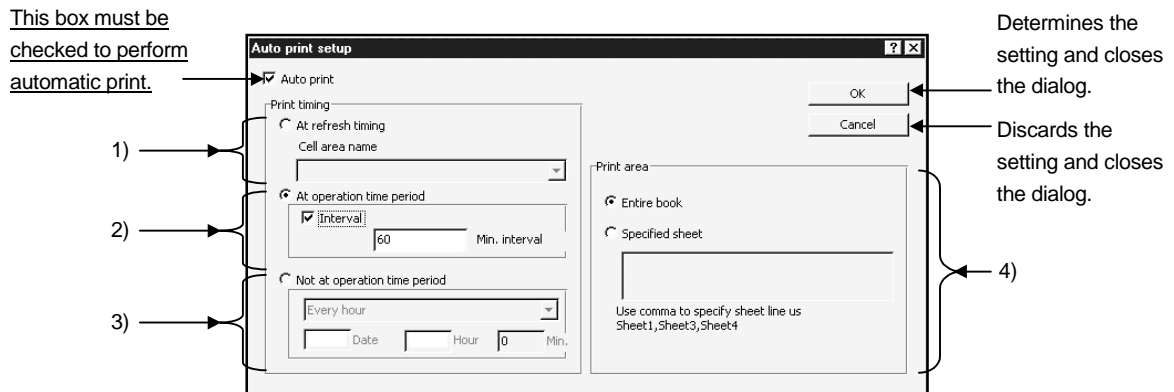 This box must be
checked to perform
automatic print.
Auto print setup
Auto print
Print timing
1)
At refresh timing
Cell area name
2)
At operation time period
Interval
60 Min. interval
3)
Not at operation time period
Every hour
Date Hour 0 Min.
OK
Cancel
Determines the
setting and closes
the dialog.
Discards the
setting and closes
the dialog.
Print area
Entire book
Specified sheet
Use comma to specify sheet line us
Sheet1,Sheet3,Sheet4
4)